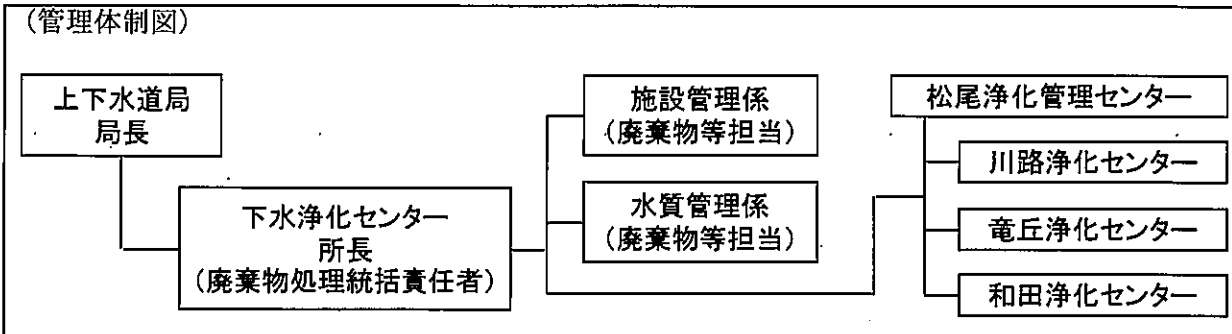 （管理体制図）
上下水道局
局長
下水浄化センター
所長
（廃棄物処理統括責任者）
施設管理係
（廃棄物等担当）
水質管理係
（廃棄物等担当）
松尾浄化管理センター
川路浄化センター
竜丘浄化センター
和田浄化センター